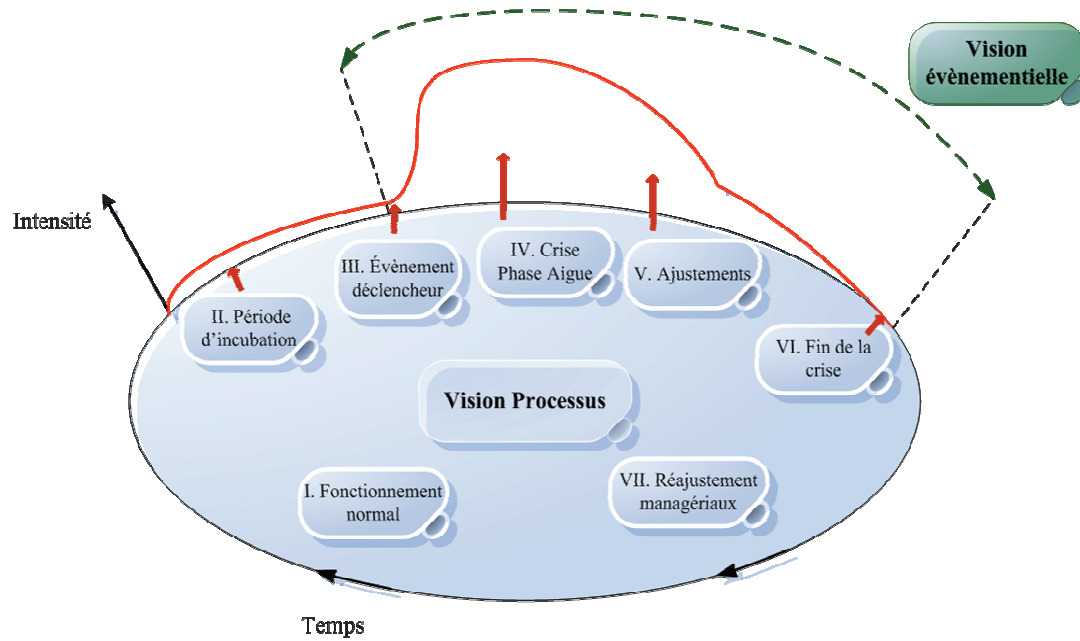 Vision
évènementielle
Intensité
II. Période
d'incubation
III. Évènement
déclencheur
IV. Crise
Phase Aigue
V. Ajustements
VI. Fin de la
crise
Vision Processus
I. Fonctionnement
normal
VII. Réajustement
managériaux
Temps